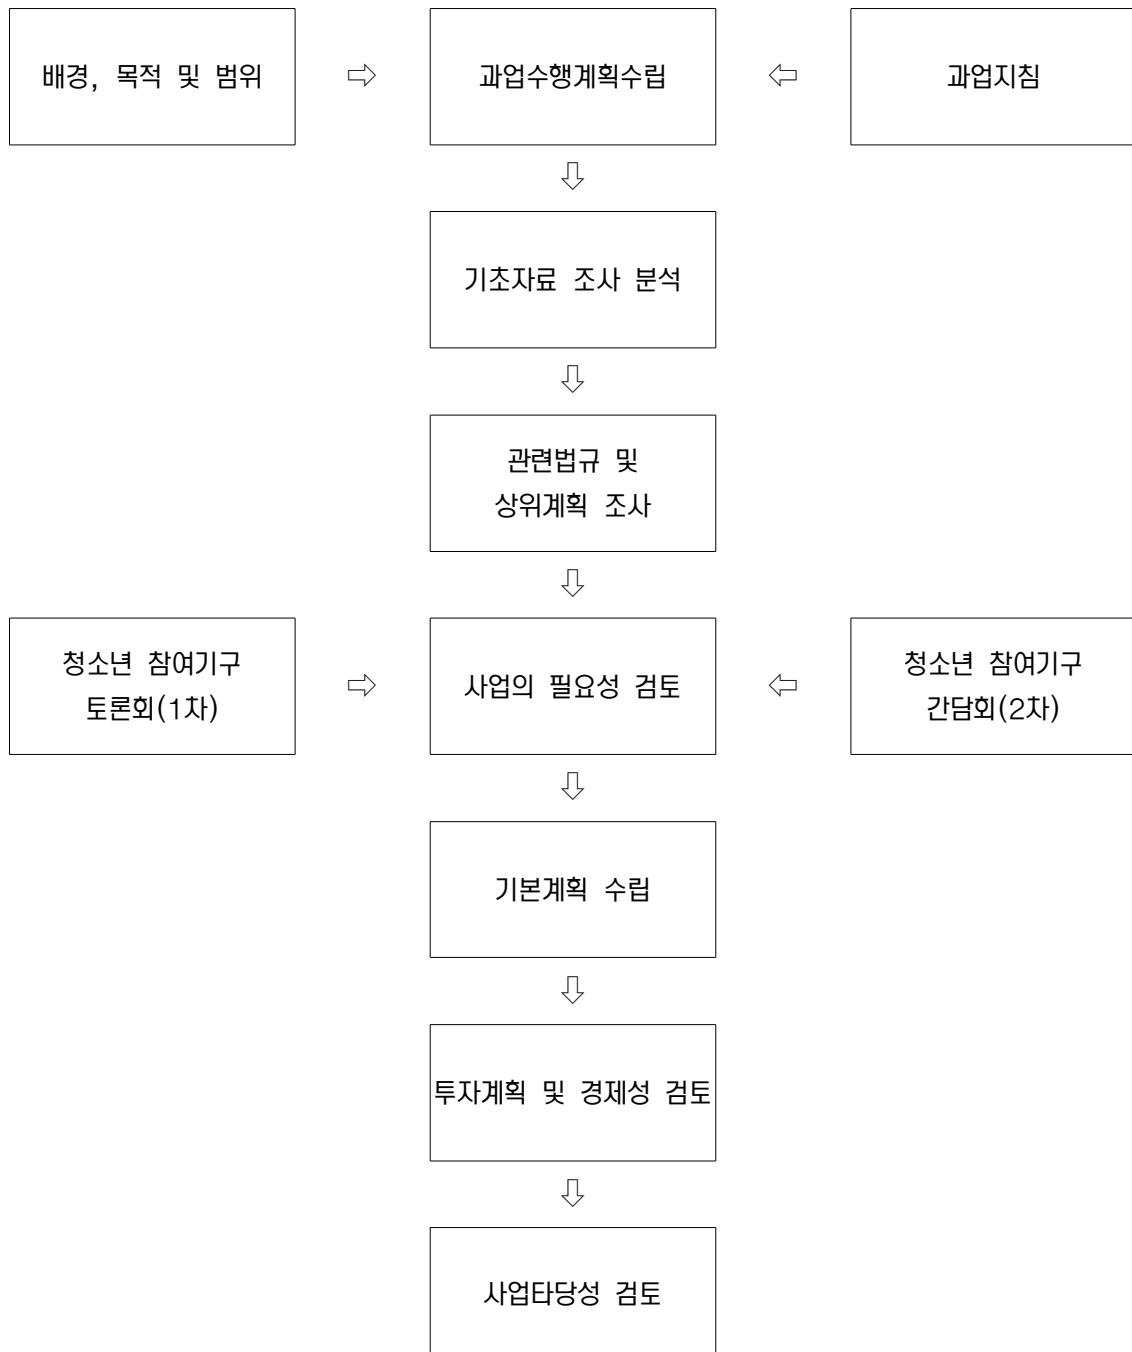 배경, 목적 및 범위
과업수행계획수립
과업지침
기초자료 조사 분석
관련법규 및
상위계획 조사
청소년 참여기구
토론회(1차)
사업의 필요성 검토
청소년 참여기구
간담회(2차)
기본계획 수립
투자계획 및 경제성 검토
사업타당성 검토